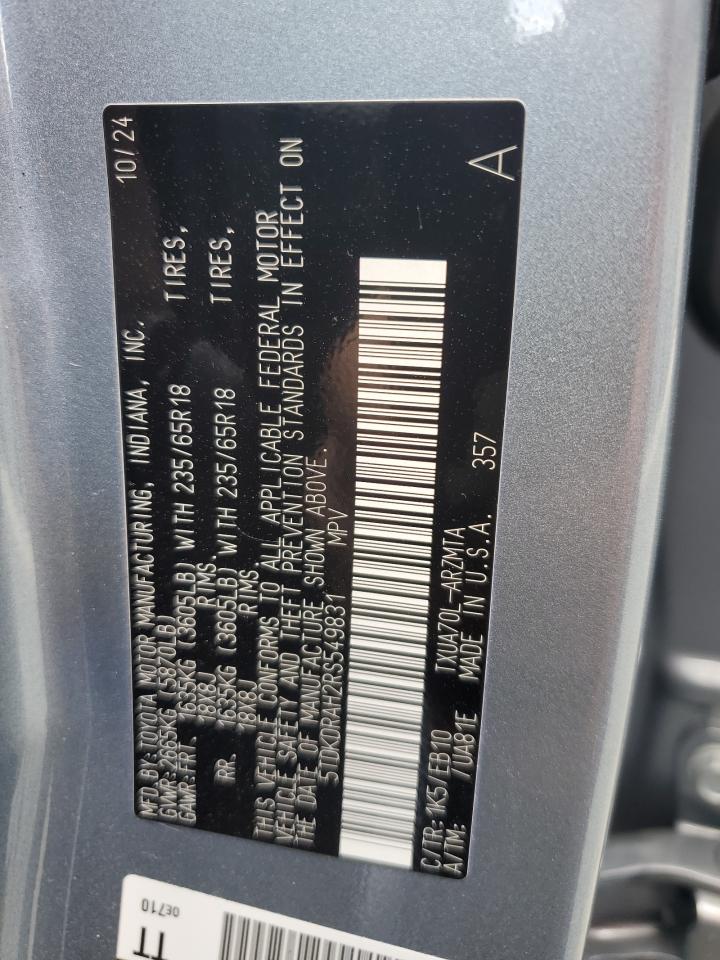 MFD.BY:TOYOTA MOTOR MANUFACTURING, INDIANA, INC. 10/24
GVWR:2665KG (5870LB)
GAWR:FRT 1635KG (3605LB) WITH 235/65R18 TIRES,
18X8J RIMS,
RR. 1635KG (3605LB) WITH 235/65R18 TIRES,
18X8J RIMS,
THIS VEHICLE CONFORMS TO ALL APPLICABLE FEDERAL MOTOR
VEHICLE SAFETY AND THEFT PREVENTION STANDARDS IN EFFECT ON
THE DATE OF MANUFACTURE SHOWN ABOVE.
5TDKDRAH2RS549831 MPV
C/TR:1K5/EB10 TXUA70L-ARZMTA
A/TM: /UA81E MADE IN U.S.A. 357 A
0E710
TT